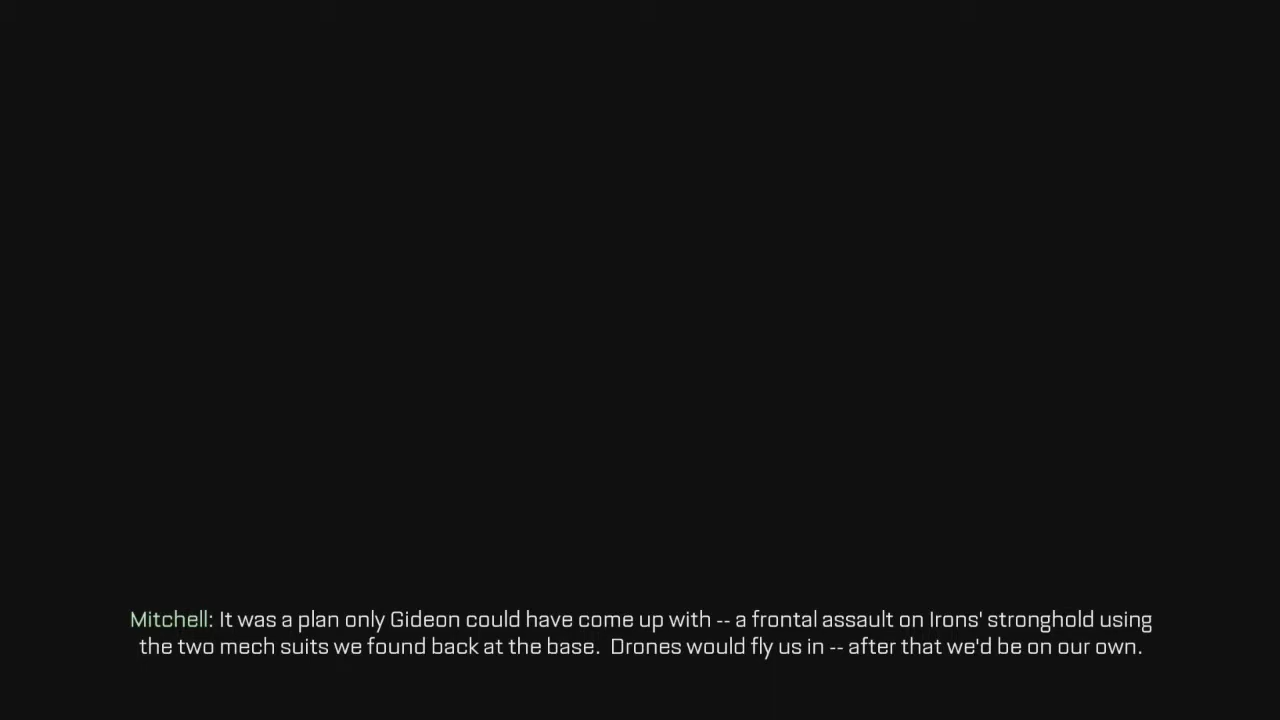 Mitchell: It was a plan only Gideon could have come up with -- a frontal assault on Irons' stronghold using
the two mech suits we found back at the base.  Drones would fly us in -- after that we'd be on our own.